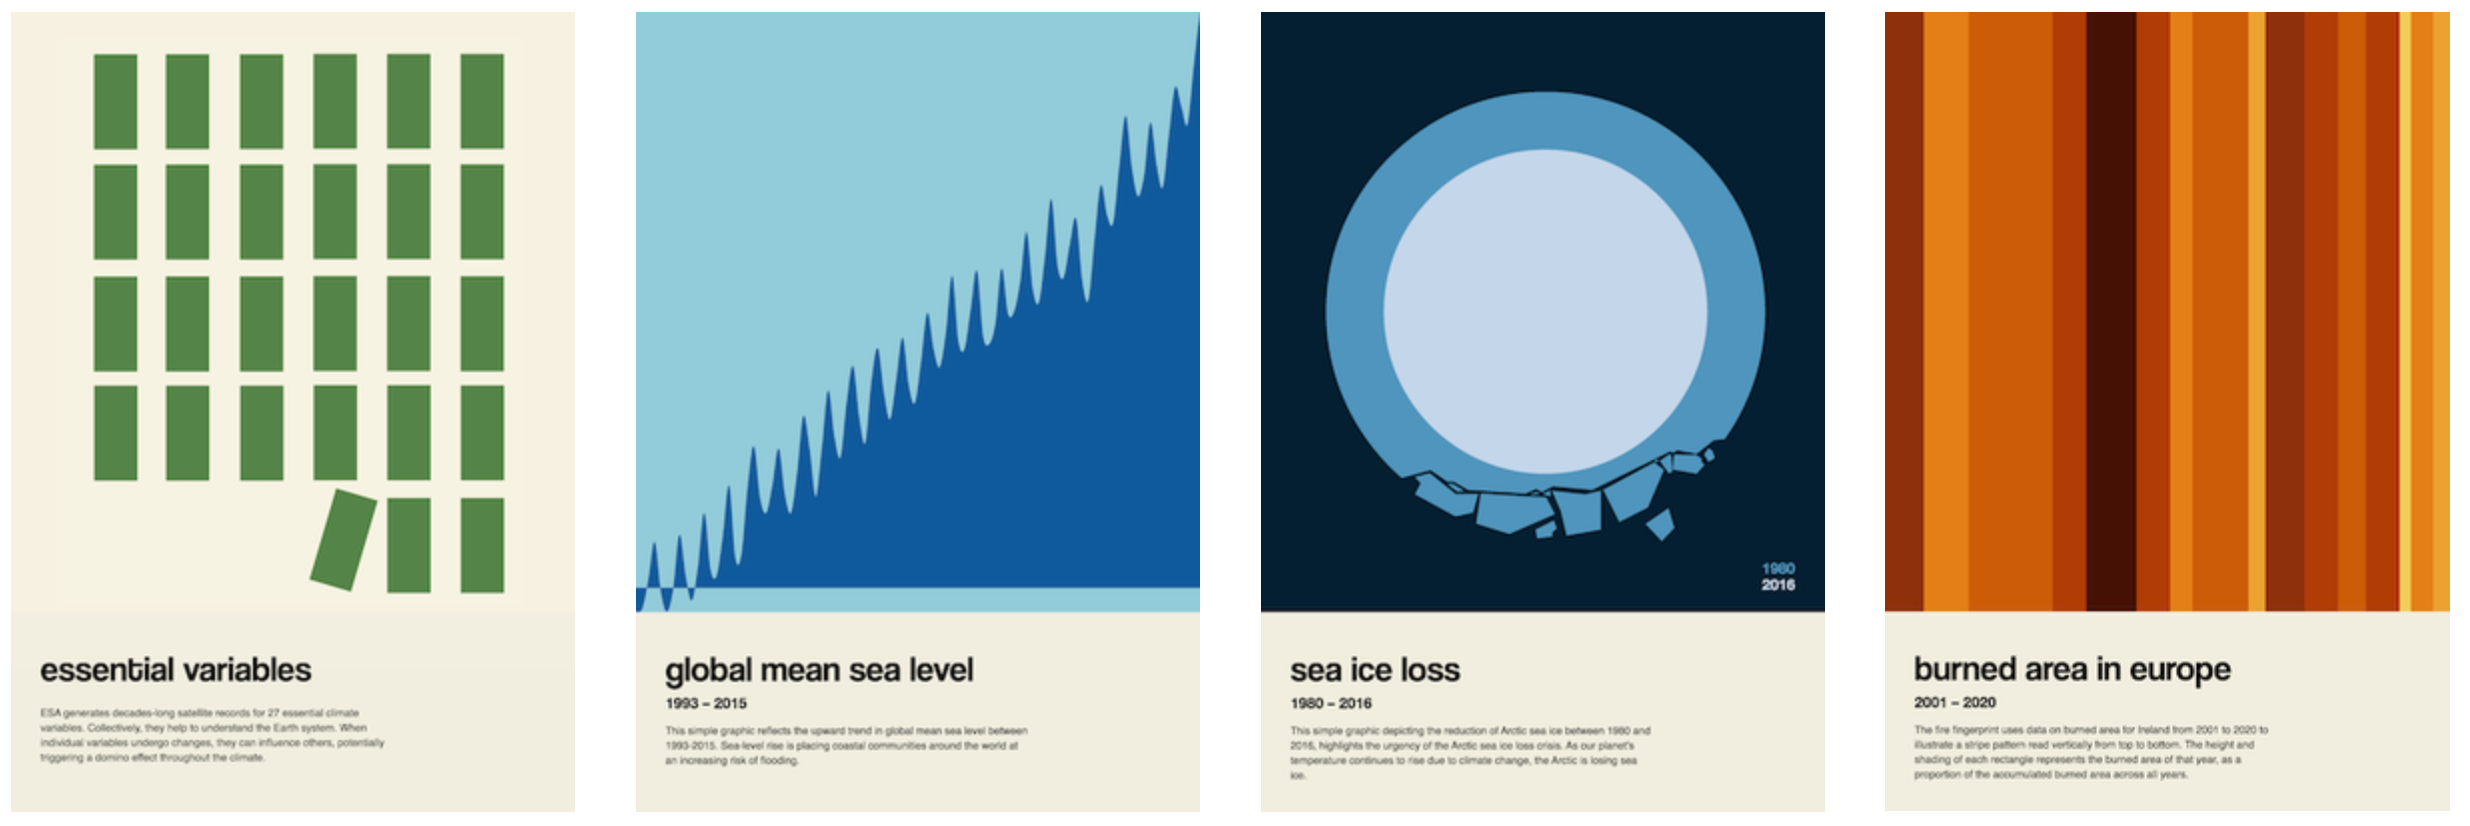 essential variables
ESA generates decades-long satellite records for 27 essential climate
variables. Collectively, they help to understand the Earth system. When
individual variables undergo changes, they can influence others, potentially
triggering a domino effect throughout the climate.
global mean sea level
1993 – 2015
This simple graphic reflects the upward trend in global mean sea level between
1993-2015. Sea-level rise is placing coastal communities around the world at
an increasing risk of flooding.
1980
2016
sea ice loss
1980 – 2016
This simple graphic depicting the reduction of Arctic sea ice between 1980 and
2016, highlights the urgency of the Arctic sea ice loss crisis. As our planet's
temperature continues to rise due to climate change, the Arctic is losing sea
ice.
burned area in europe
2001 – 2020
The fire fingerprint uses data on burned area for Ireland from 2001 to 2020 to
illustrate a stripe pattern read vertically from top to bottom. The height and
shading of each rectangle represents the burned area of that year, as a
proportion of the accumulated burned area across all years.